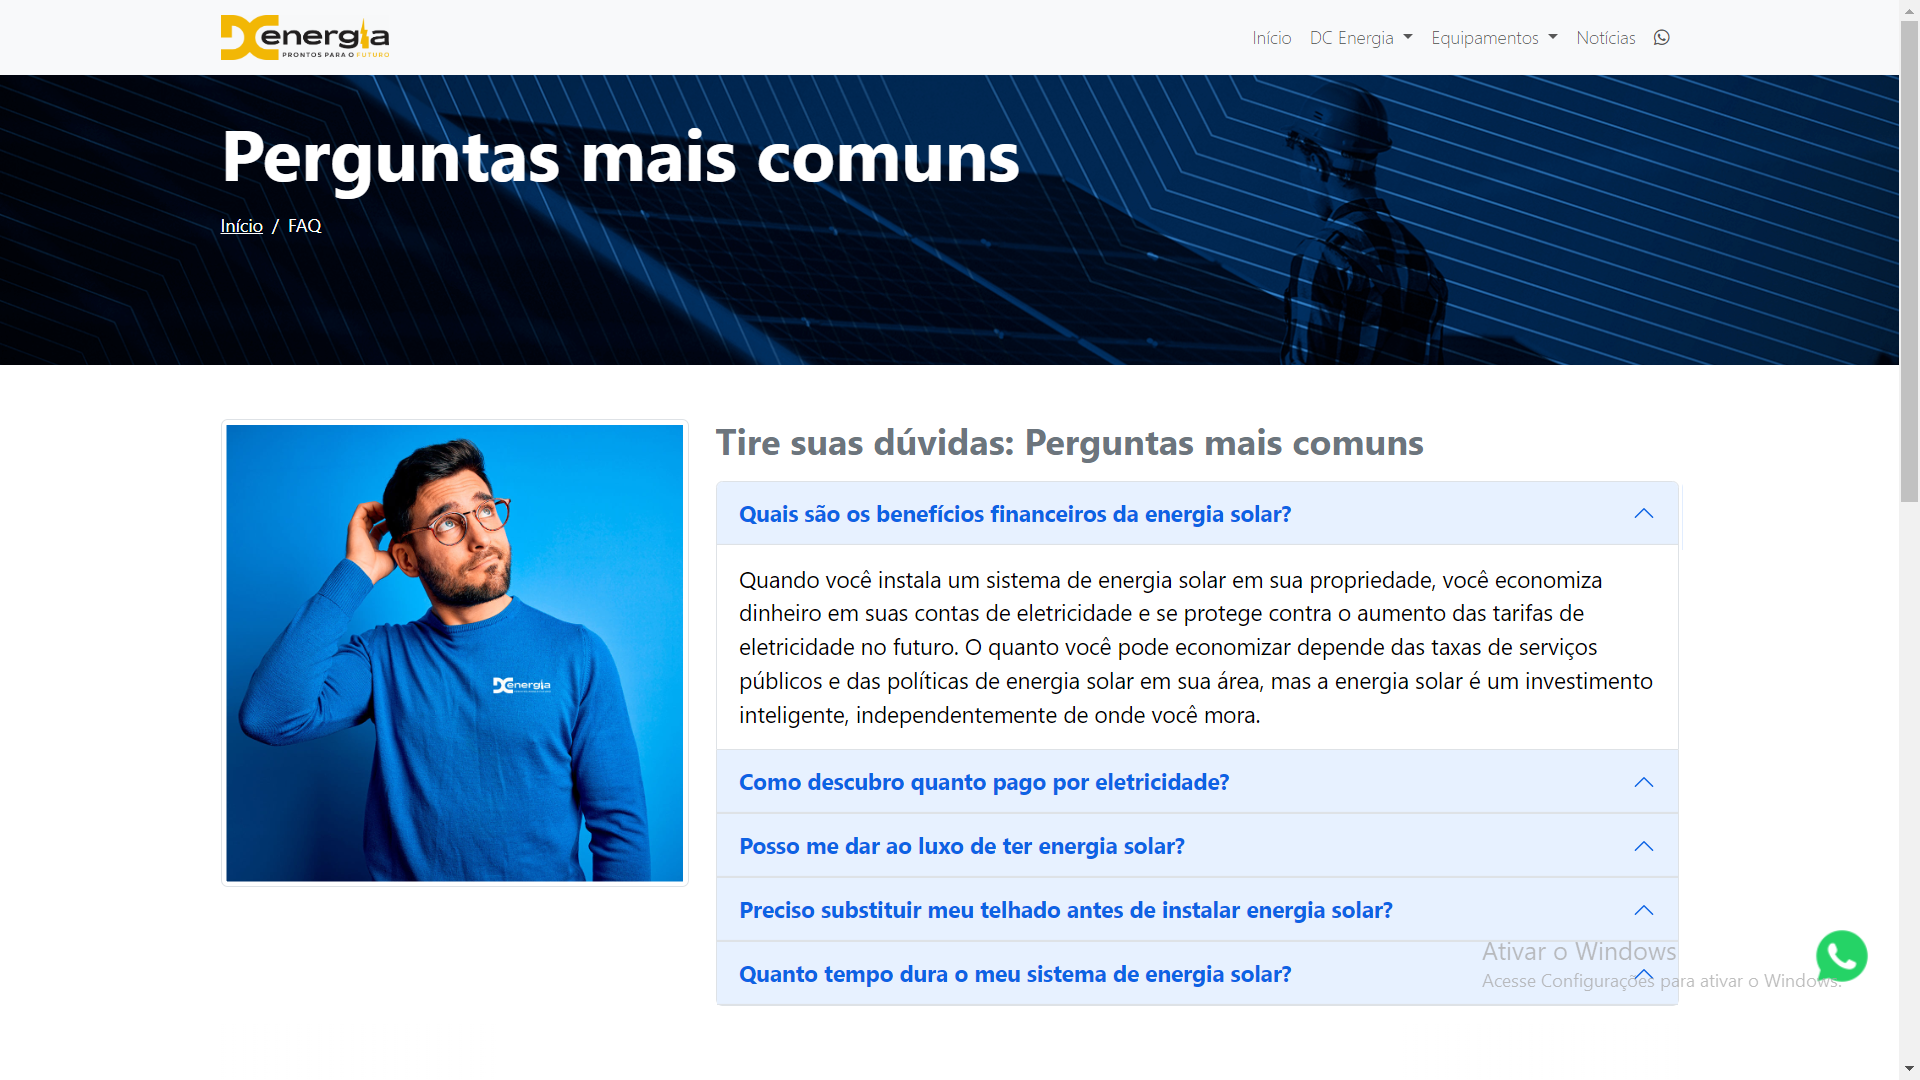 DC energia
PRONTOS PARA O FUTURO
Início
DC Energia
Equipamentos
Notícias
Perguntas mais comuns
Início / FAQ
DC energia
Tire suas dúvidas: Perguntas mais comuns
Quais são os benefícios financeiros da energia solar?
Quando você instala um sistema de energia solar em sua propriedade, você economiza
dinheiro em suas contas de eletricidade e se protege contra o aumento das tarifas de
eletricidade no futuro. O quanto você pode economizar depende das taxas de serviços
públicos e das políticas de energia solar em sua área, mas a energia solar é um investimento
inteligente, independentemente de onde você mora.
Como descubro quanto pago por eletricidade?
Posso me dar ao luxo de ter energia solar?
Preciso substituir meu telhado antes de instalar energia solar?
Quanto tempo dura o meu sistema de energia solar?
Ativar o Windows
Acesse Configurações para ativar o Windows.